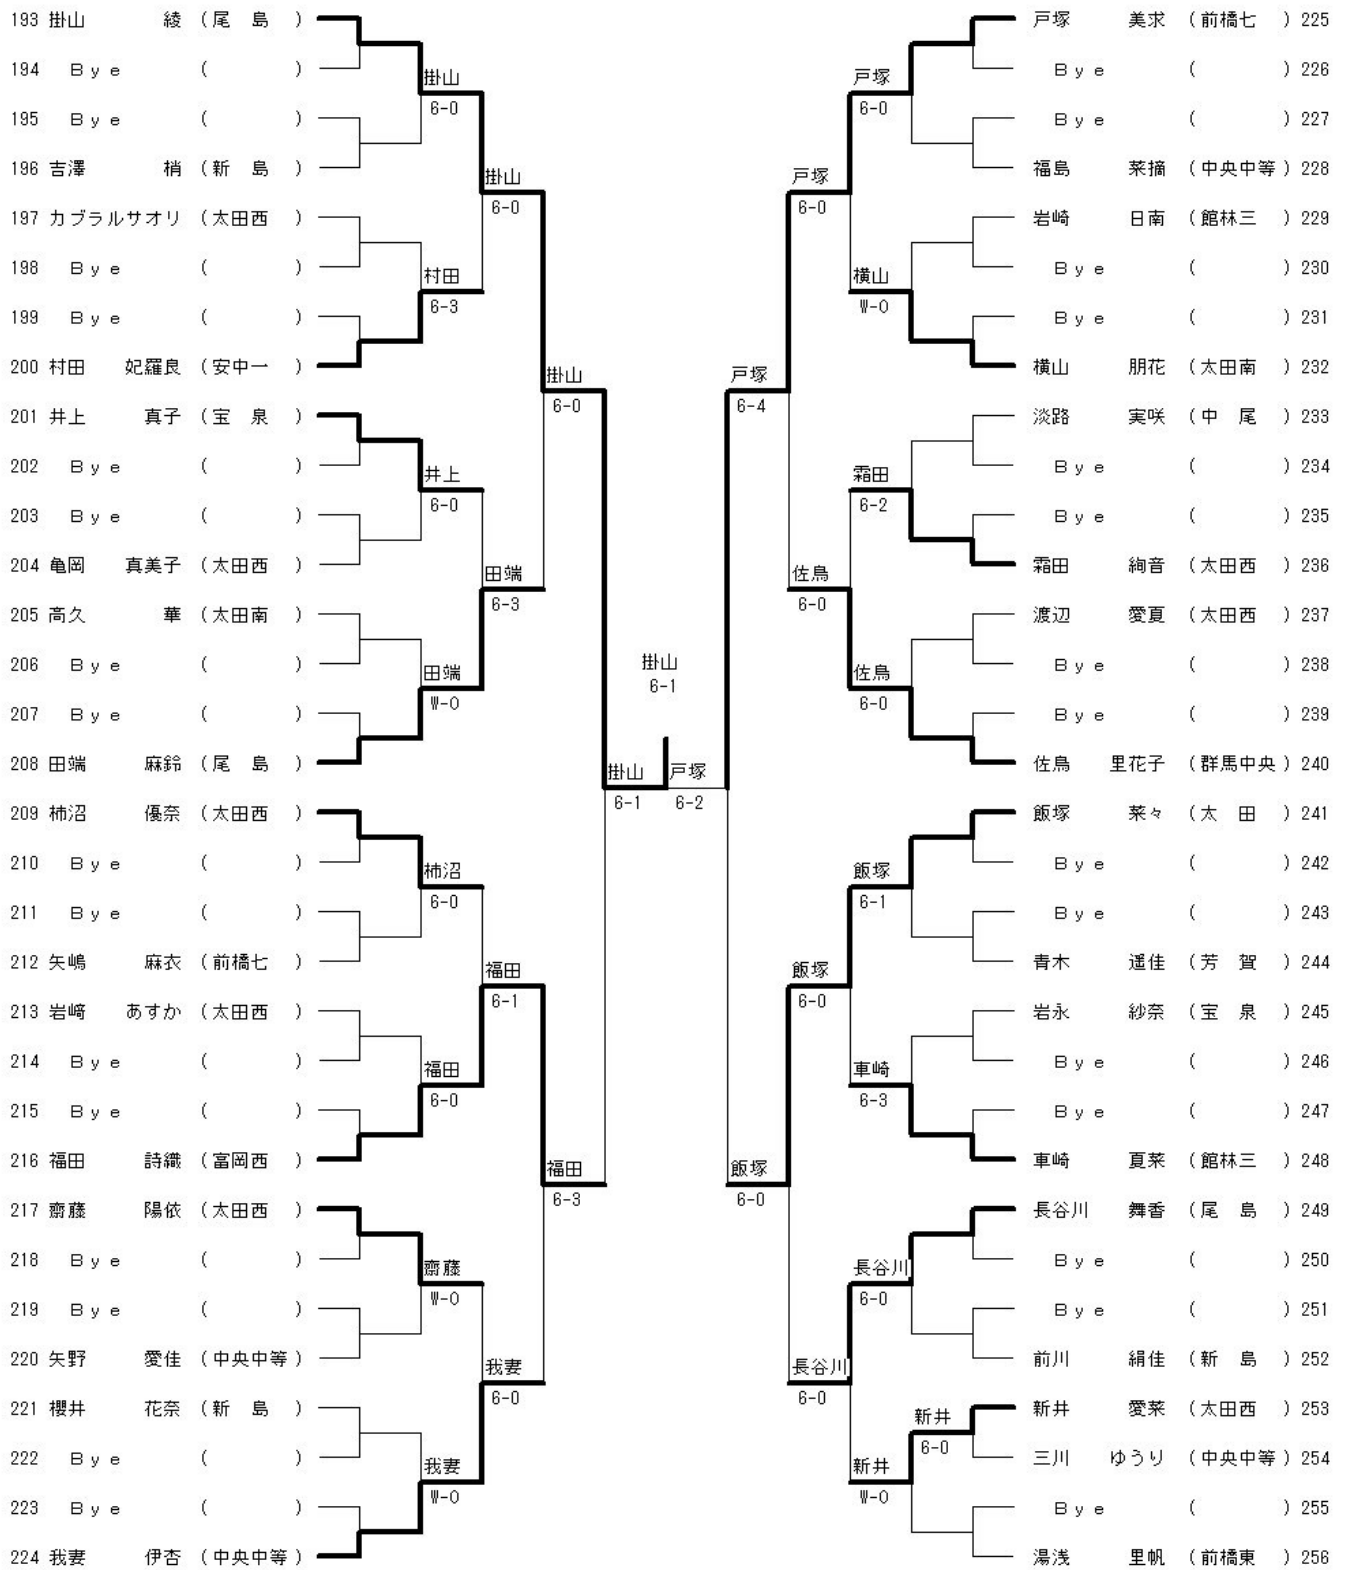 193 掛山 綾 (尾 島)
194 Bye ( )
195 Bye ( )
196 吉澤 梢 (新 島)
197 カブラルサオリ (太田西)
198 Bye ( )
199 Bye ( )
200 村田 妃羅良 (安中一)
201 井上 真子 (宝 泉)
202 Bye ( )
203 Bye ( )
204 亀岡 真美子 (太田西)
205 高久 華 (太田南)
206 Bye ( )
207 Bye ( )
208 田端 麻鈴 (尾 島)
209 柿沼 優奈 (太田西)
210 Bye ( )
211 Bye ( )
212 矢嶋 麻衣 (前橋七)
213 岩﨑 あすか (太田西)
214 Bye ( )
215 Bye ( )
216 福田 詩織 (富岡西)
217 齋藤 陽依 (太田西)
218 Bye ( )
219 Bye ( )
220 矢野 愛佳 (中央中等)
221 櫻井 花奈 (新 島)
222 Bye ( )
223 Bye ( )
224 我妻 伊杏 (中央中等)
掛山
6-0
村田
6-3
井上
6-0
田端
W-0
柿沼
6-0
福田
6-0
齋藤
W-0
我妻
W-0
掛山
6-0
田端
6-3
福田
6-1
我妻
6-0
掛山
6-0
福田
6-3
掛山
6-1
掛山
6-1
戸塚
6-2
戸塚
6-4
飯塚
6-0
戸塚
6-0
佐鳥
6-0
飯塚
6-0
長谷川
6-0
戸塚
6-0
横山
W-0
霜田
6-2
佐鳥
6-0
飯塚
6-1
車崎
6-3
長谷川
6-0
新井
W-0
新井
6-0
戸塚 美求 (前橋七) 225
Bye ( ) 226
Bye ( ) 227
福島 菜摘 (中央中等) 228
岩崎 日南 (館林三) 229
Bye ( ) 230
Bye ( ) 231
横山 朋花 (太田南) 232
淡路 実咲 (中 尾) 233
Bye ( ) 234
Bye ( ) 235
霜田 絢音 (太田西) 236
渡辺 愛夏 (太田西) 237
Bye ( ) 238
Bye ( ) 239
佐鳥 里花子 (群馬中央) 240
飯塚 菜々 (太 田) 241
Bye ( ) 242
Bye ( ) 243
青木 遥佳 (芳 賀) 244
岩永 紗奈 (宝 泉) 245
Bye ( ) 246
Bye ( ) 247
車崎 夏菜 (館林三) 248
長谷川 舞香 (尾 島) 249
Bye ( ) 250
Bye ( ) 251
前川 絹佳 (新 島) 252
新井 愛菜 (太田西) 253
三川 ゆうり (中央中等) 254
Bye ( ) 255
湯浅 里帆 (前橋東) 256